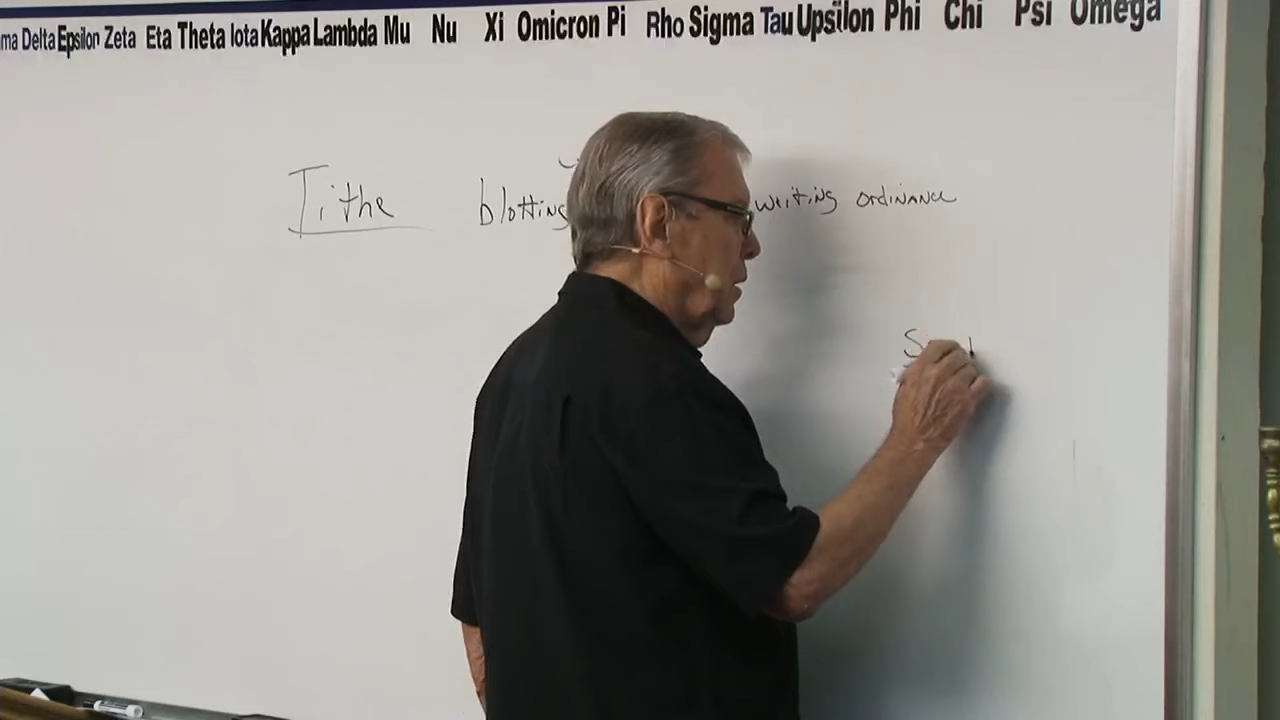 Delta Epsilon Zeta Eta Theta Iota Kappa Lambda Mu Nu Xi Omicron Pi Rho Sigma Tau Upsilon Phi Chi Psi Omega
Tithe blotting writing ordinance